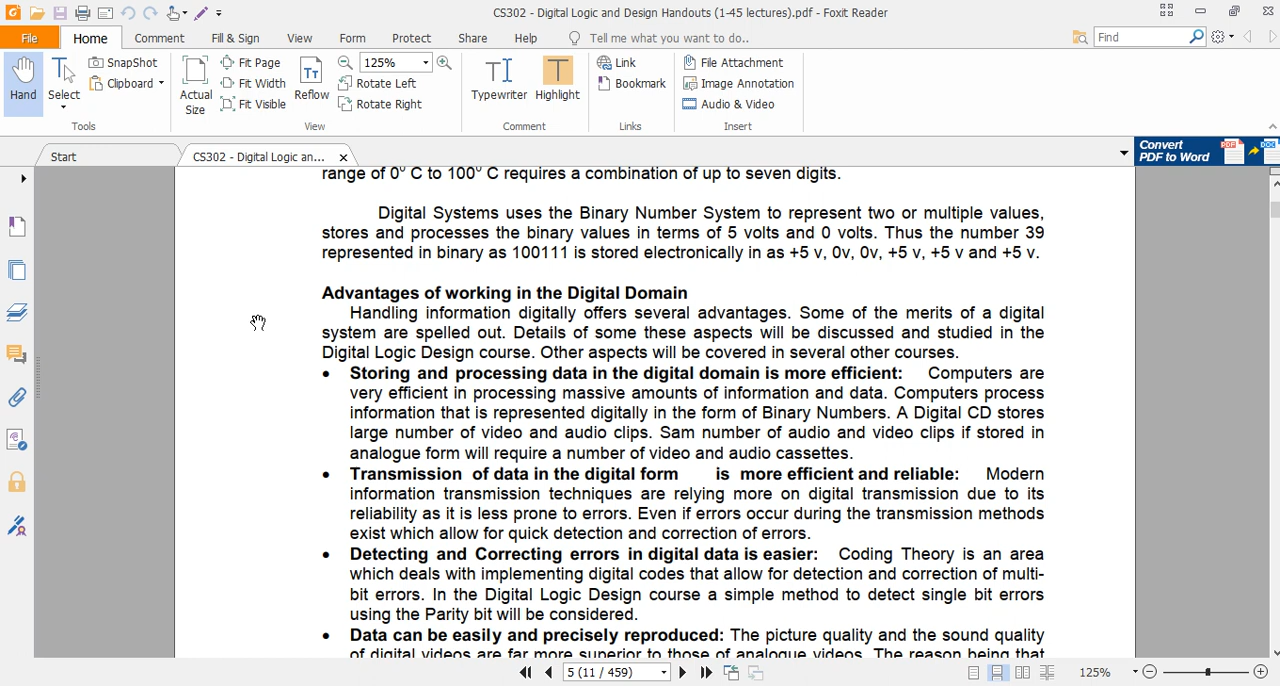 CS302 - Digital Logic and Design Handouts (1-45 lectures).pdf - Foxit Reader
File Home Comment Fill & Sign View Form Protect Share Help Tell me what you want to do.. Find
Hand Select SnapShot Clipboard Actual Size Fit Page Fit Width Fit Visible Reflow 125% Rotate Left Rotate Right Typewriter Highlight Link Bookmark File Attachment Image Annotation Audio & Video
Tools View Comment Links Insert
Start CS302 - Digital Logic an... Convert PDF to Word
range of 0⁰ C to 100⁰ C requires a combination of up to seven digits.
Digital Systems uses the Binary Number System to represent two or multiple values,
stores and processes the binary values in terms of 5 volts and 0 volts. Thus the number 39
represented in binary as 100111 is stored electronically in as +5 v, 0v, 0v, +5 v, +5 v and +5 v.
Advantages of working in the Digital Domain
Handling information digitally offers several advantages. Some of the merits of a digital
system are spelled out. Details of some these aspects will be discussed and studied in the
Digital Logic Design course. Other aspects will be covered in several other courses.
• Storing and processing data in the digital domain is more efficient: Computers are
very efficient in processing massive amounts of information and data. Computers process
information that is represented digitally in the form of Binary Numbers. A Digital CD stores
large number of video and audio clips. Sam number of audio and video clips if stored in
analogue form will require a number of video and audio cassettes.
• Transmission of data in the digital form is more efficient and reliable: Modern
information transmission techniques are relying more on digital transmission due to its
reliability as it is less prone to errors. Even if errors occur during the transmission methods
exist which allow for quick detection and correction of errors.
• Detecting and Correcting errors in digital data is easier: Coding Theory is an area
which deals with implementing digital codes that allow for detection and correction of multi-
bit errors. In the Digital Logic Design course a simple method to detect single bit errors
using the Parity bit will be considered.
• Data can be easily and precisely reproduced: The picture quality and the sound quality
of digital videos are far more superior to those of analogue videos. The reason being that
5 (11 / 459) 125%